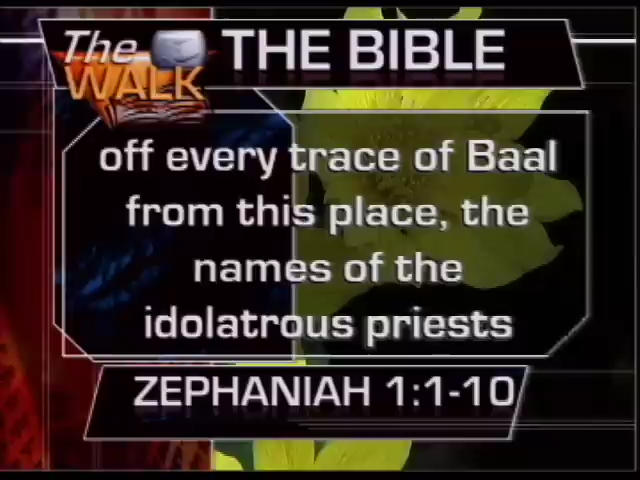 The
WALK
THE BIBLE
off every trace of Baal
from this place, the
names of the
idolatrous priests
ZEPHANIAH 1:1-10